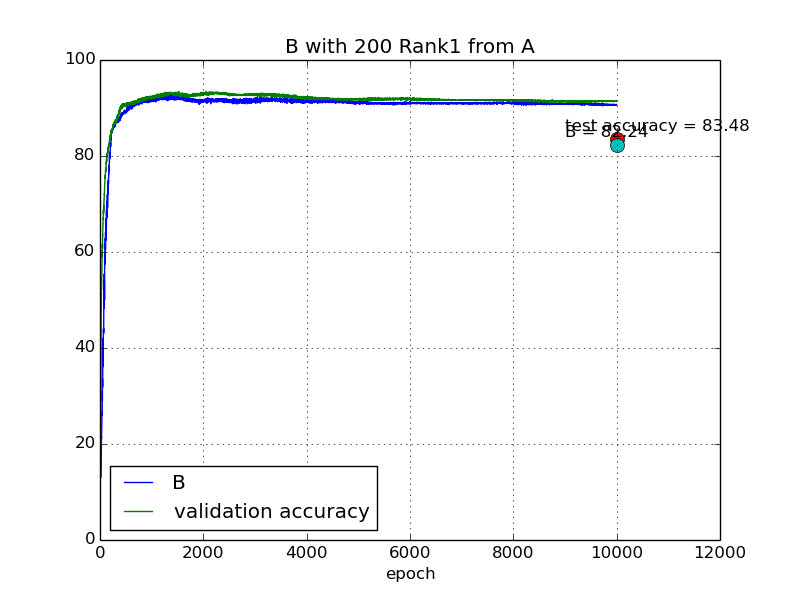 B with 200 Rank1 from A
100
80
60
40
20
0
test accuracy = 83.48
B = 82.24
B
validation accuracy
0
2000
4000
6000
8000
10000
12000
epoch